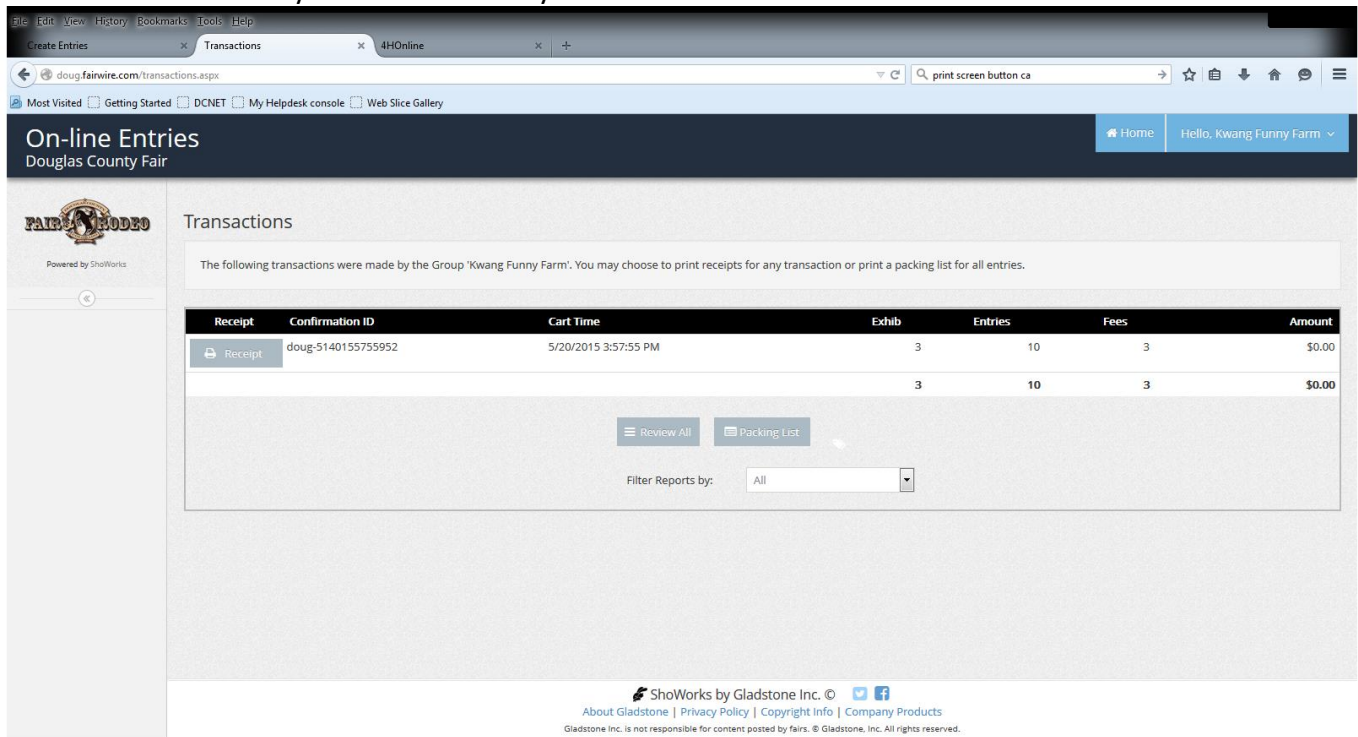 File Edit View History Bookmarks Tools Help
Create Entries × Transactions × 4HOnline × +
doug.fairwire.com/transactions.aspx print screen button ca
Most Visited Getting Started DCNET My Helpdesk console Web Slice Gallery
On-line Entries
Home Hello, Kwang Funny Farm
Douglas County Fair
FAIR & RODEO
Transactions
Powered by ShoWorks
The following transactions were made by the Group 'Kwang Funny Farm'. You may choose to print receipts for any transaction or print a packing list for all entries.
Receipt Confirmation ID Cart Time Exhib Entries Fees Amount
Receipt doug-5140155755952 5/20/2015 3:57:55 PM 3 10 3 $0.00
3 10 3 $0.00
Review All Packing List
Filter Reports by: All
ShoWorks by Gladstone Inc. ©
About Gladstone | Privacy Policy | Copyright Info | Company Products
Gladstone Inc. is not responsible for content posted by fairs. © Gladstone, Inc. All rights reserved.